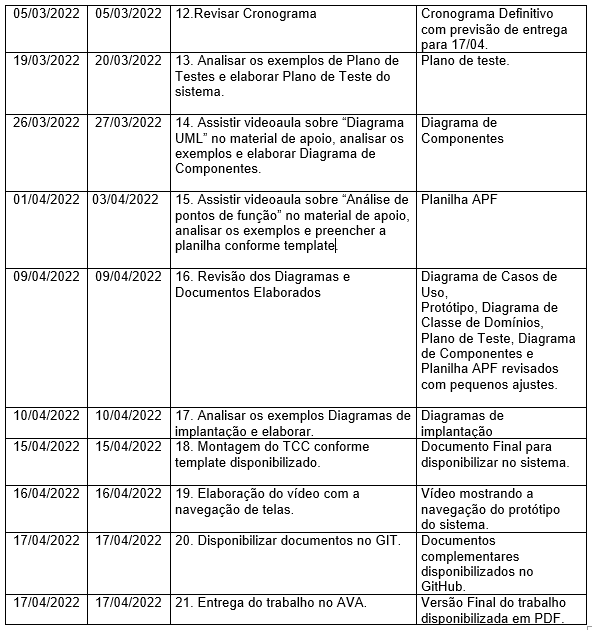 05/03/2022 05/03/2022 12.Revisar Cronograma Cronograma Definitivo
com previsão de entrega
para 17/04.
19/03/2022 20/03/2022 13. Analisar os exemplos de Plano de Plano de teste.
Testes e elaborar Plano de Teste do
sistema.
26/03/2022 27/03/2022 14. Assistir videoaula sobre “Diagrama Diagrama de
UML” no material de apoio, analisar os Componentes
exemplos e elaborar Diagrama de
Componentes.
01/04/2022 03/04/2022 15. Assistir videoaula sobre “Análise de Planilha APF
pontos de função” no material de apoio,
analisar os exemplos e preencher a
planilha conforme template.
09/04/2022 09/04/2022 16. Revisão dos Diagramas e Diagrama de Casos de
Documentos Elaborados Uso,
Protótipo, Diagrama de
Classe de Domínios,
Plano de Teste, Diagrama
de Componentes e
Planilha APF revisados
com pequenos ajustes.
10/04/2022 10/04/2022 17. Analisar os exemplos Diagramas de Diagramas de
implantação e elaborar. implantação
15/04/2022 15/04/2022 18. Montagem do TCC conforme Documento Final para
template disponibilizado. disponibilizar no sistema.
16/04/2022 16/04/2022 19. Elaboração do vídeo com a Vídeo mostrando a
navegação de telas. navegação do protótipo
do sistema.
17/04/2022 17/04/2022 20. Disponibilizar documentos no GIT. Documentos
complementares
disponibilizados no
GitHub.
17/04/2022 17/04/2022 21. Entrega do trabalho no AVA. Versão Final do trabalho
disponibilizada em PDF.